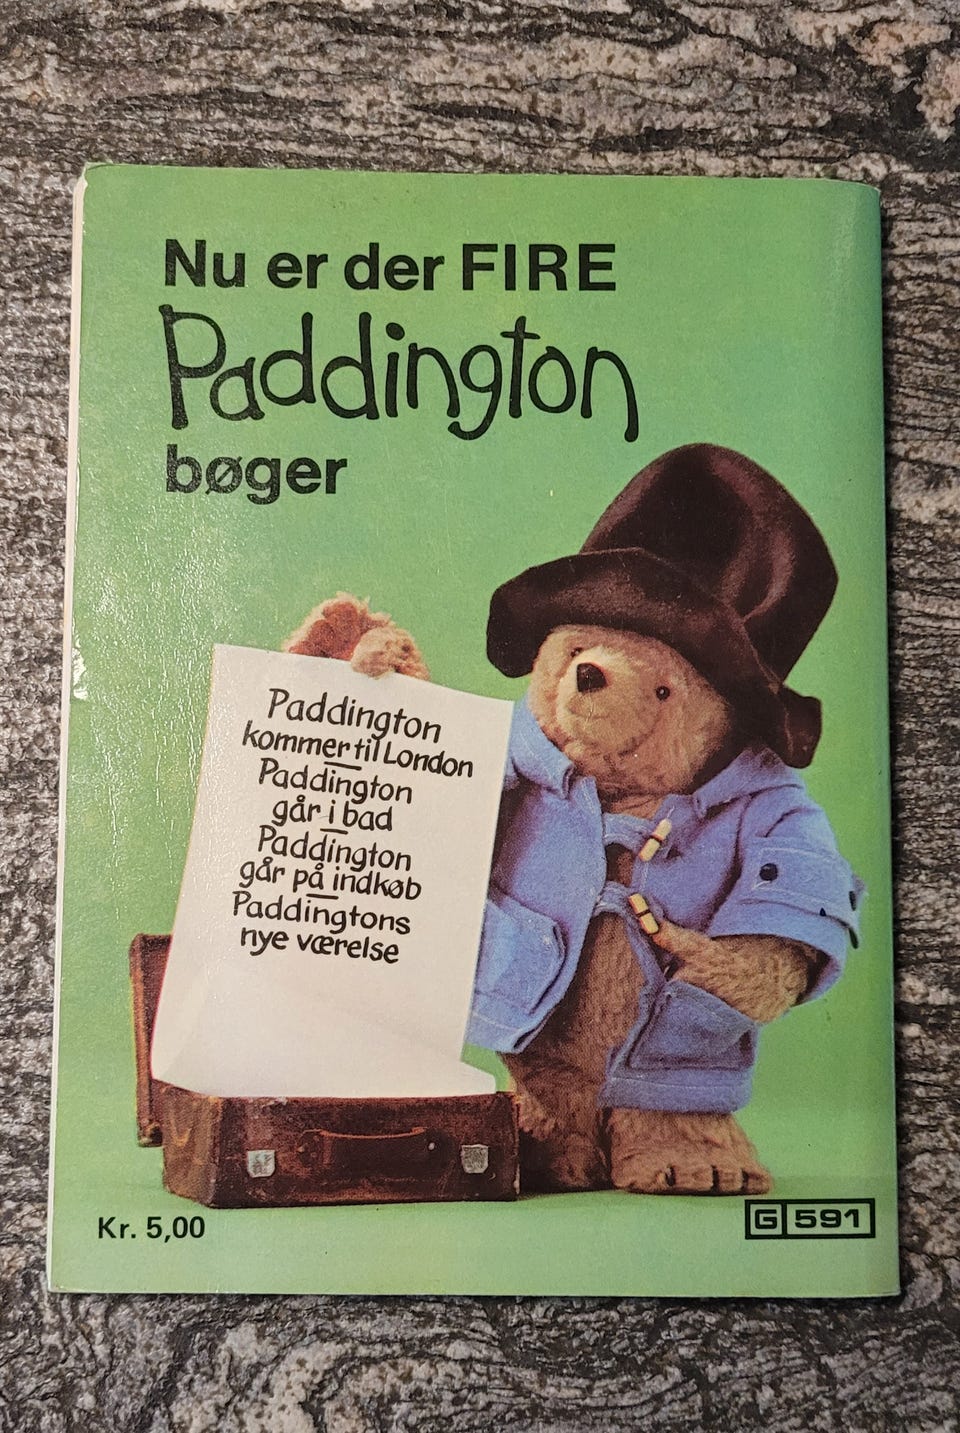 Nu er der FIRE
Paddington
bøger
Paddington
kommer til London
Paddington
går i bad
Paddington
går på indkøb
Paddingtons
nye værelse
Kr. 5,00
G 591